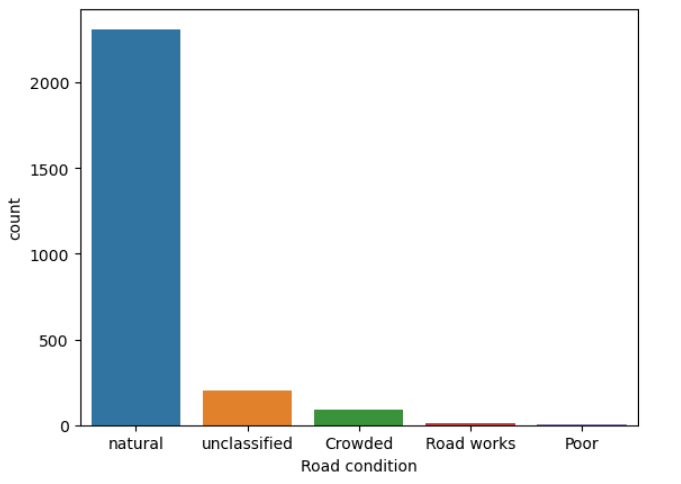 2000
1500
1000
500
0
count
natural unclassified Crowded Road works Poor
Road condition